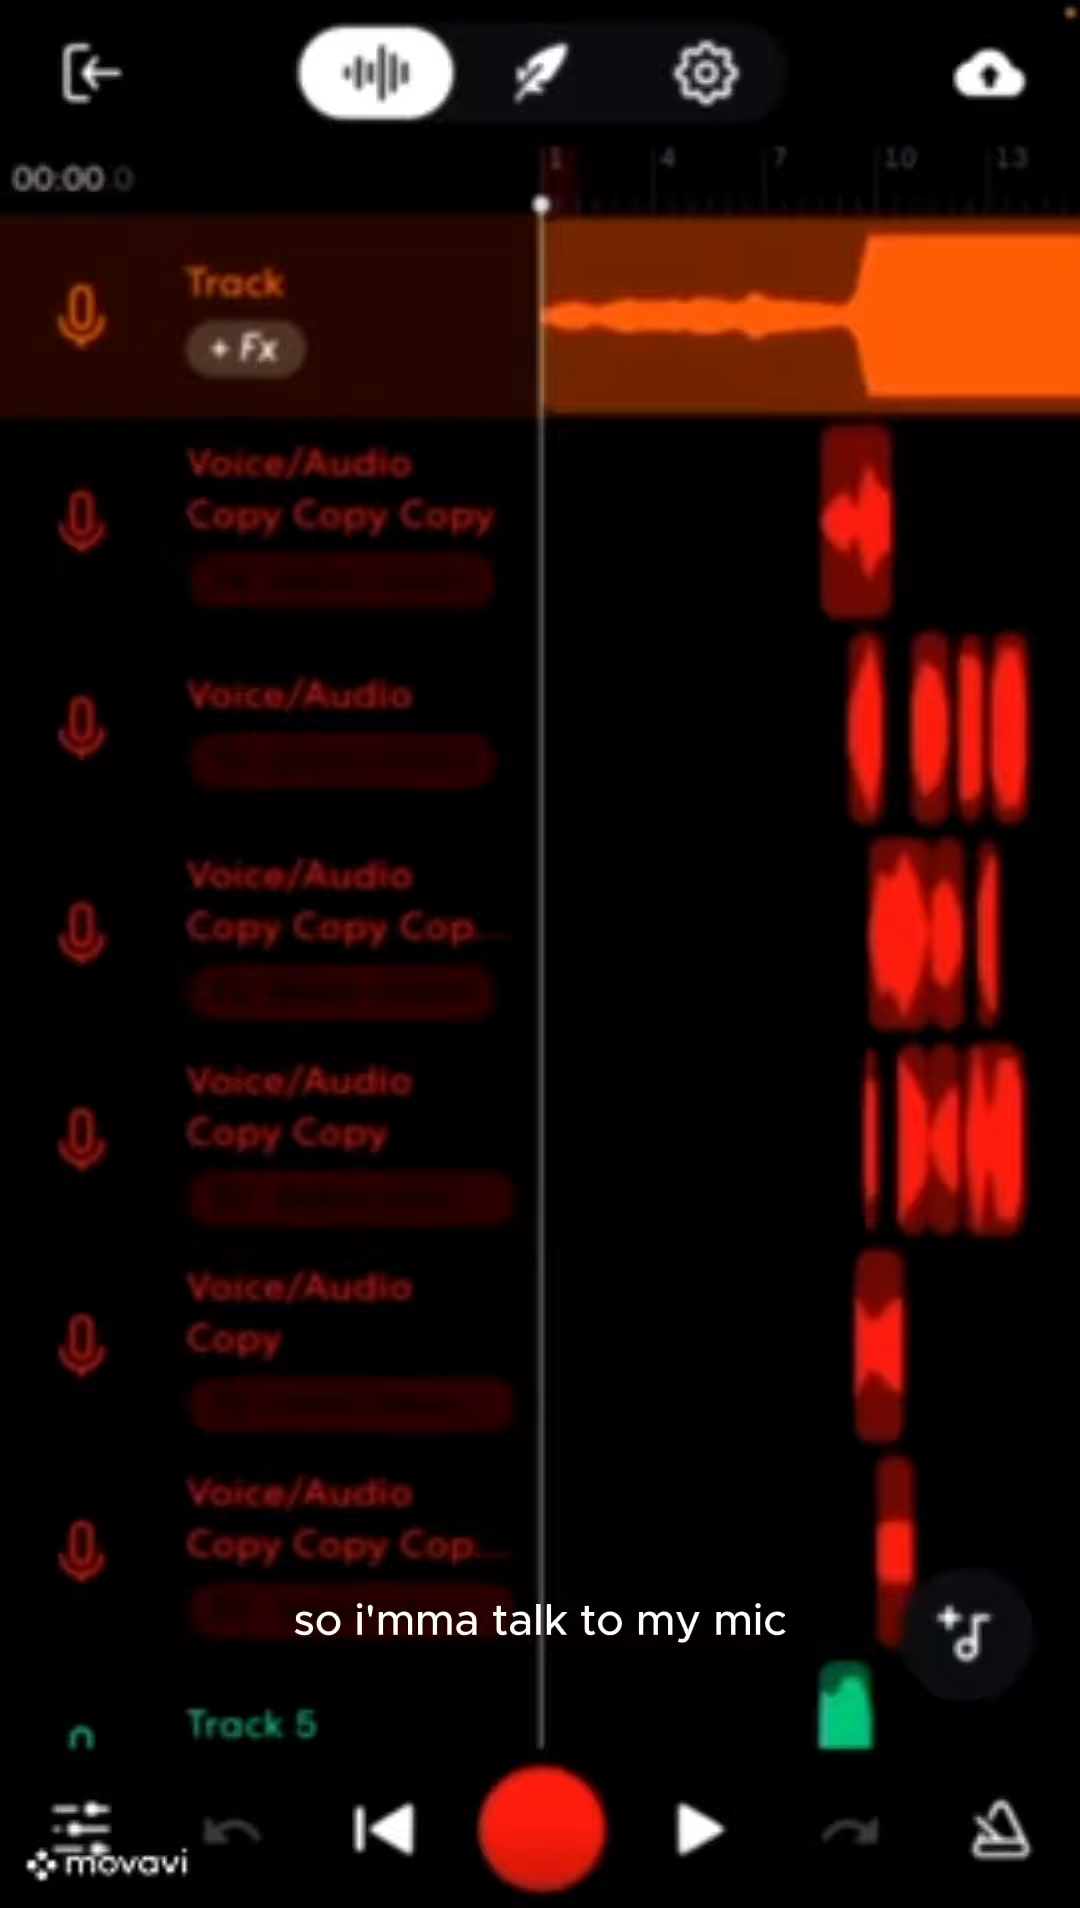 1 4 7 10 13
00:00.0
Track
+ Fx
Voice/Audio
Copy Copy Copy
Voice/Audio
Voice/Audio
Copy Copy Cop...
Voice/Audio
Copy Copy
Voice/Audio
Copy
Voice/Audio
Copy Copy Cop...
so i'mma talk to my mic
Track 5
movavi